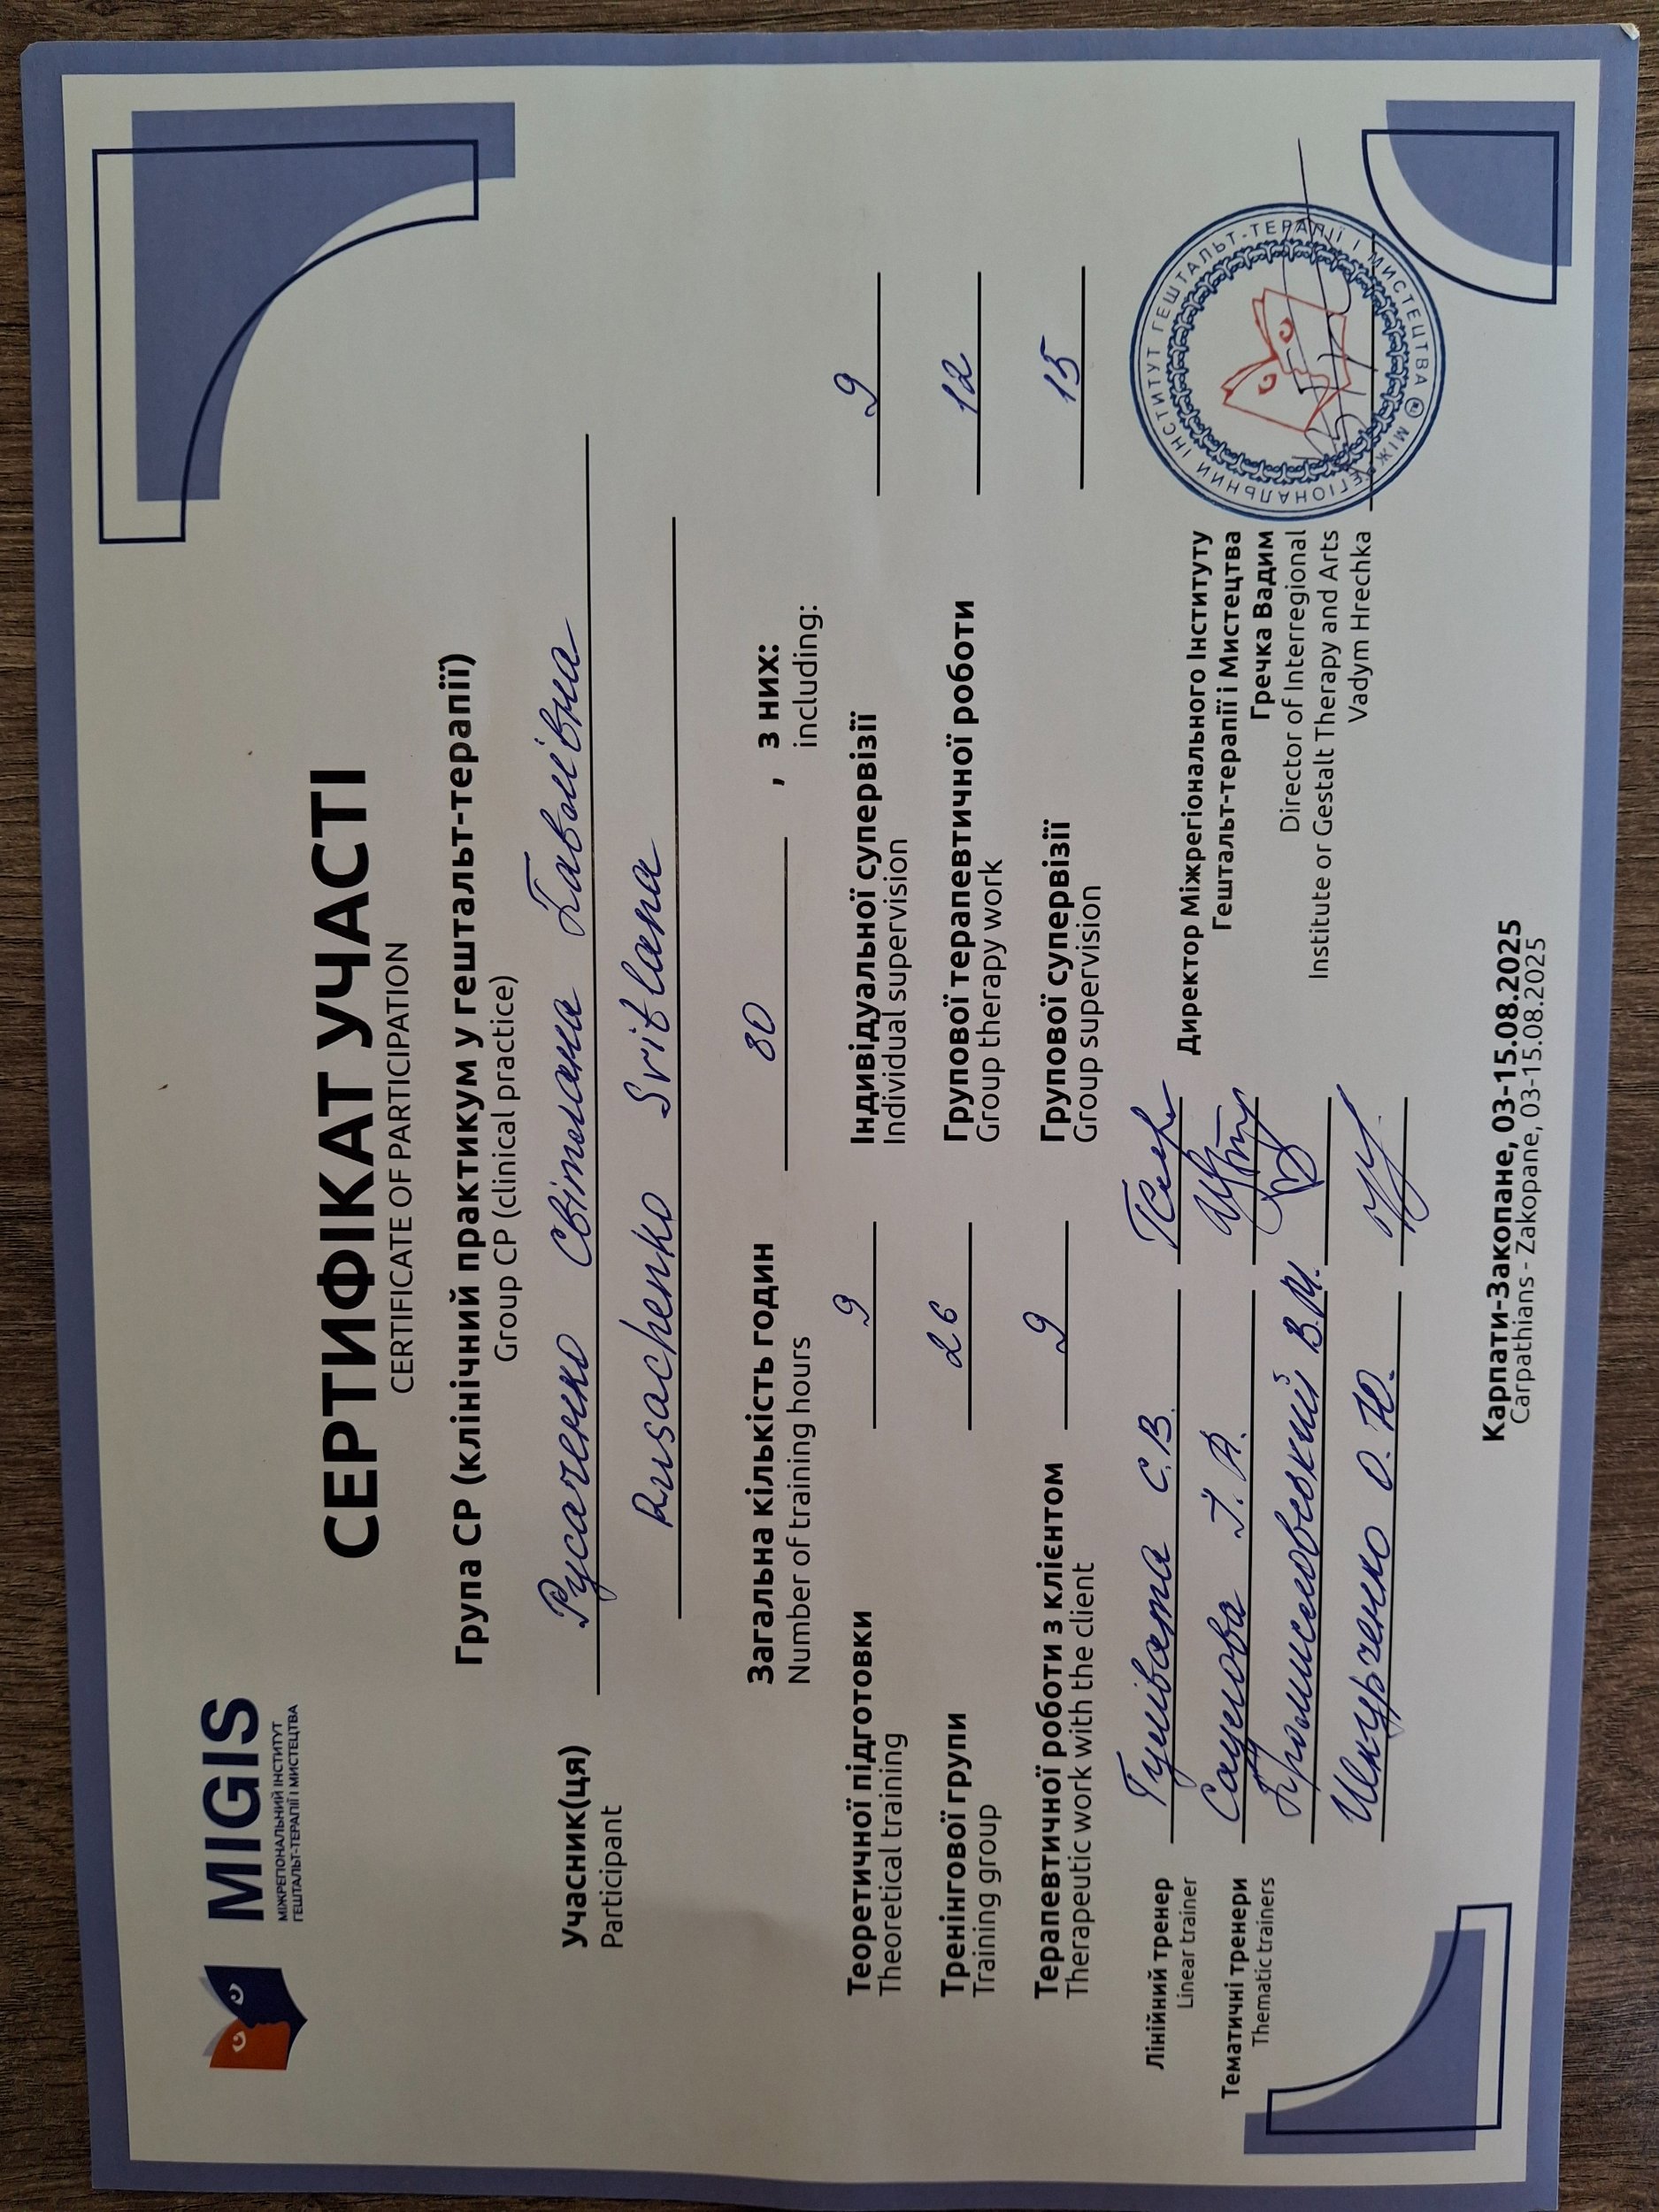 MIGIS
МІЖРЕГІОНАЛЬНИЙ ІНСТИТУТ
ГЕШТАЛЬТ-ТЕРАПІЇ І МИСТЕЦТВА
СЕРТИФІКАТ УЧАСТІ
CERTIFICATE OF PARTICIPATION
Група CP (клінічний практикум у гештальт-терапії)
Group CP (clinical practice)
Учасник(ця) Русаченко Світлана Павлівна
Participant Rusachenko Svitlana
Загальна кількість годин 80 , з них:
Number of training hours including:
Теоретичної підготовки 9 Індивідуальної супервізії 9
Theoretical training Individual supervision
Тренінгової групи 26 Групової терапевтичної роботи 12
Training group Group therapy work
Терапевтичної роботи з клієнтом 9 Групової супервізії 15
Therapeutic work with the client Group supervision
Лінійний тренер С.В.
Linear trainer
Тематичні тренери
Thematic trainers
В.М.
Шкурченко О.Ю.
Директор Міжрегіонального Інституту
Гештальт-терапії і Мистецтва
Гречка Вадим
Director of Interregional
Institute or Gestalt Therapy and Arts
Vadym Hrechka
МІЖРЕГІОНАЛЬНИЙ ІНСТИТУТ ГЕШТАЛЬТ-ТЕРАПІЇ І МИСТЕЦТВА
Карпати-Закопане, 03-15.08.2025
Carpathians - Zakopane, 03-15.08.2025